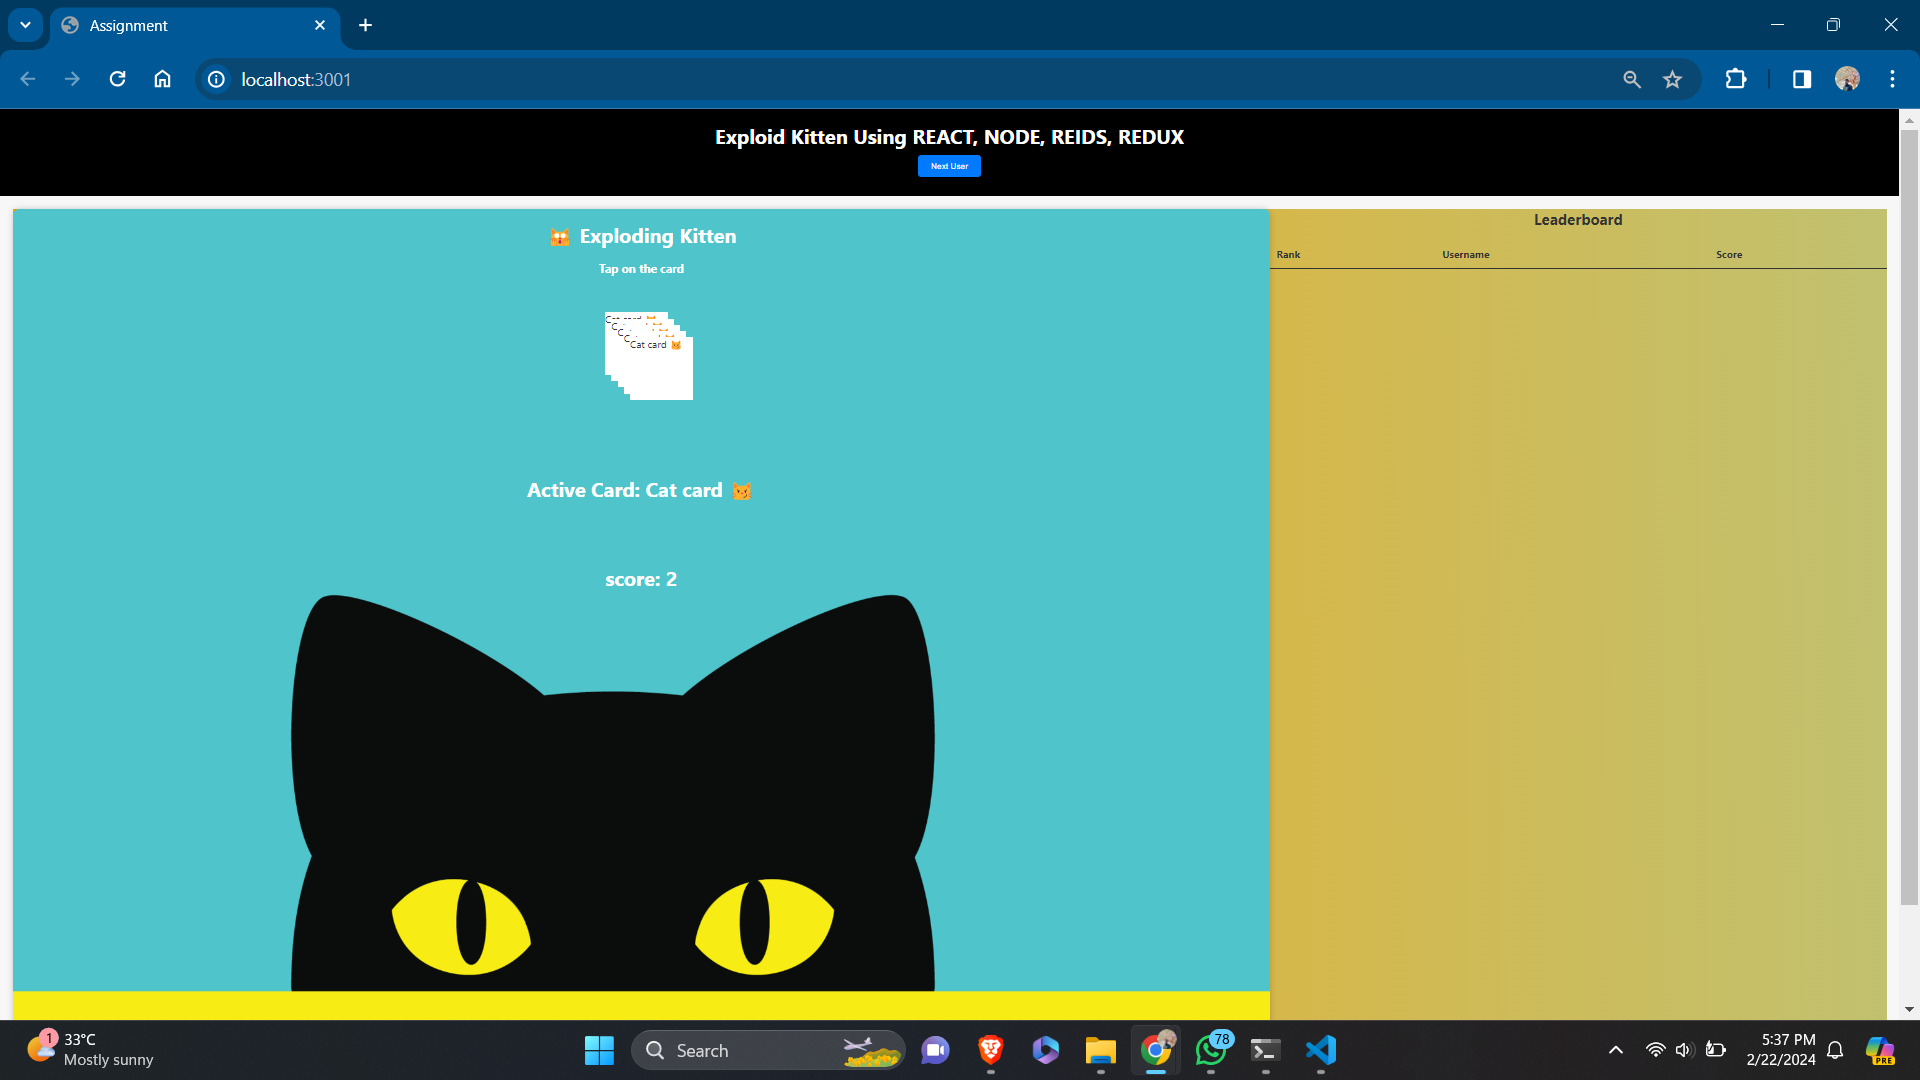 Assignment
localhost:3001
Exploid Kitten Using REACT, NODE, REIDS, REDUX
Next User
🙀 Exploding Kitten
Tap on the card
Cat card 😼
Active Card: Cat card 😼
score: 2
Leaderboard
Rank Username Score
1
33°C
Mostly sunny
Search
78
5:37 PM
2/22/2024
PRE